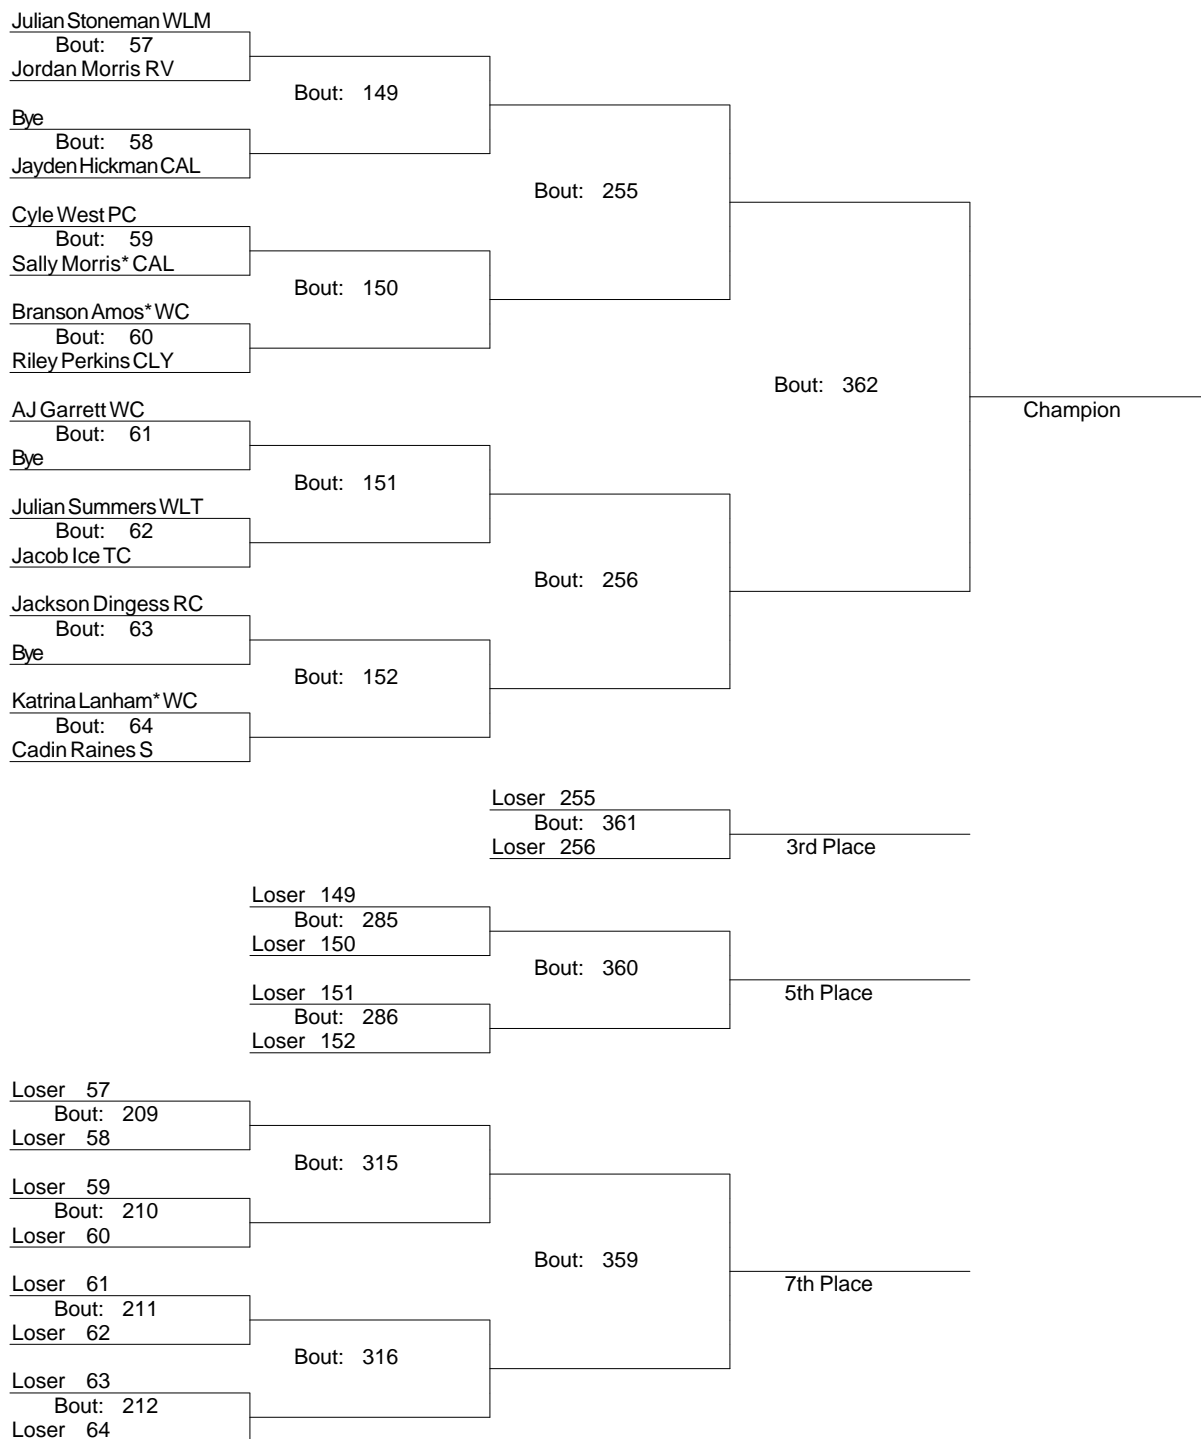 Julian Stoneman WLM
Bout: 57
Jordan Morris RV
Bout: 149
Bye
Bout: 58
Jayden Hickman CAL
Bout: 255
Cyle West PC
Bout: 59
Sally Morris* CAL
Bout: 150
Branson Amos* WC
Bout: 60
Riley Perkins CLY
Bout: 362
Champion
AJ Garrett WC
Bout: 61
Bye
Bout: 151
Julian Summers WLT
Bout: 62
Jacob Ice TC
Bout: 256
Jackson Dingess RC
Bout: 63
Bye
Bout: 152
Katrina Lanham* WC
Bout: 64
Cadin Raines S
Loser 255
Bout: 361
Loser 256
3rd Place
Loser 149
Bout: 285
Loser 150
Bout: 360
Loser 151
Bout: 286
Loser 152
5th Place
Loser 57
Bout: 209
Loser 58
Bout: 315
Loser 59
Bout: 210
Loser 60
Bout: 359
7th Place
Loser 61
Bout: 211
Loser 62
Bout: 316
Loser 63
Bout: 212
Loser 64